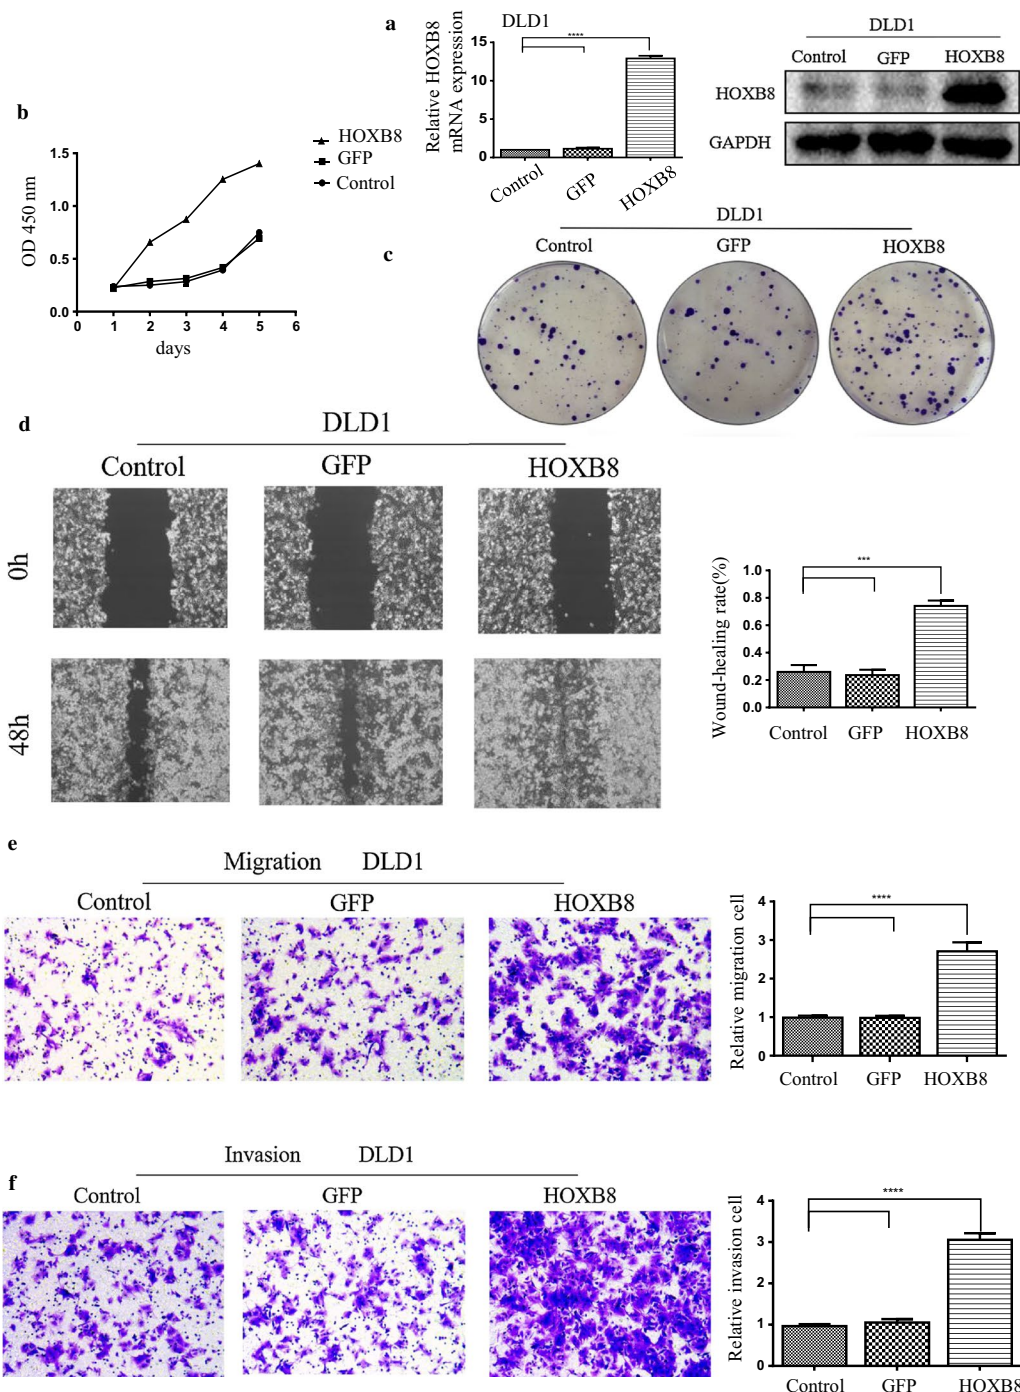 a
DLD1
****
Relative HOXB8
mRNA expression
15
10
5
0
Control
GFP
HOXB8
DLD1
Control GFP HOXB8
HOXB8
GAPDH
b
HOXB8
GFP
Control
OD 450 nm
1.5
1.0
0.5
0.0
0 1 2 3 4 5 6
days
c
DLD1
Control GFP HOXB8
d
DLD1
Control GFP HOXB8
0h
48h
***
Wound-healing rate(%)
1.0
0.8
0.6
0.4
0.2
0.0
Control GFP HOXB8
e
Migration DLD1
Control GFP HOXB8
****
Relative migration cell
4
3
2
1
0
Control GFP HOXB8
f
Invasion DLD1
Control GFP HOXB8
****
Relative invasion cell
4
3
2
1
0
Control GFP HOXB8